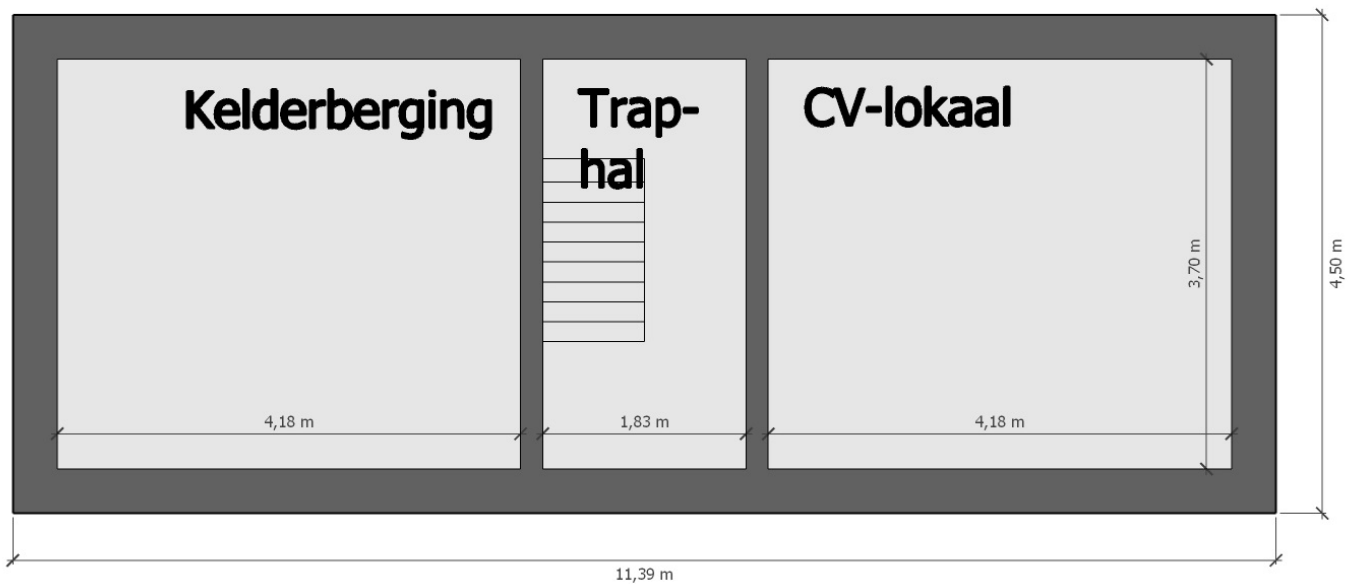 Kelderberging
Trap-
hal
CV-lokaal
3,70 m
4,50 m
4,18 m
1,83 m
4,18 m
11,39 m